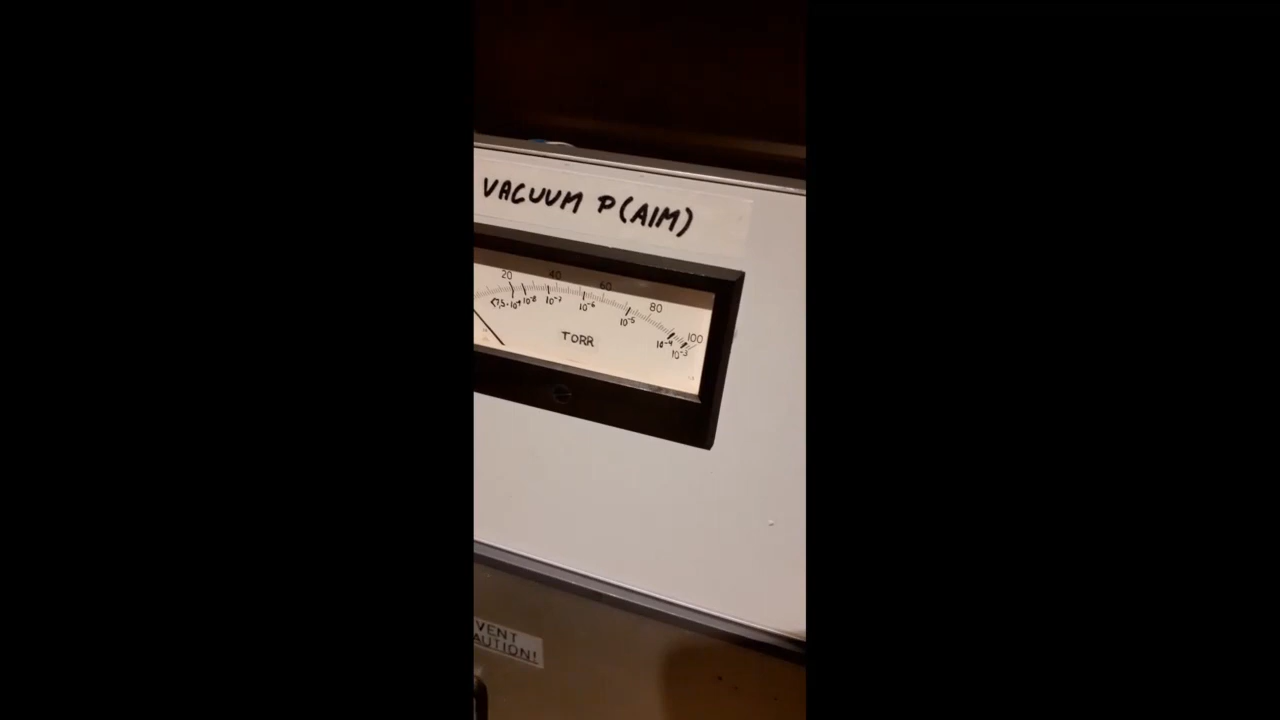 VACUUM P(AIM)
20 40 60 80 100
10⁻⁸ 10⁻⁷ 10⁻⁶ 10⁻⁵ 10⁻⁴ 10⁻³
TORR
VENT
AUTION!